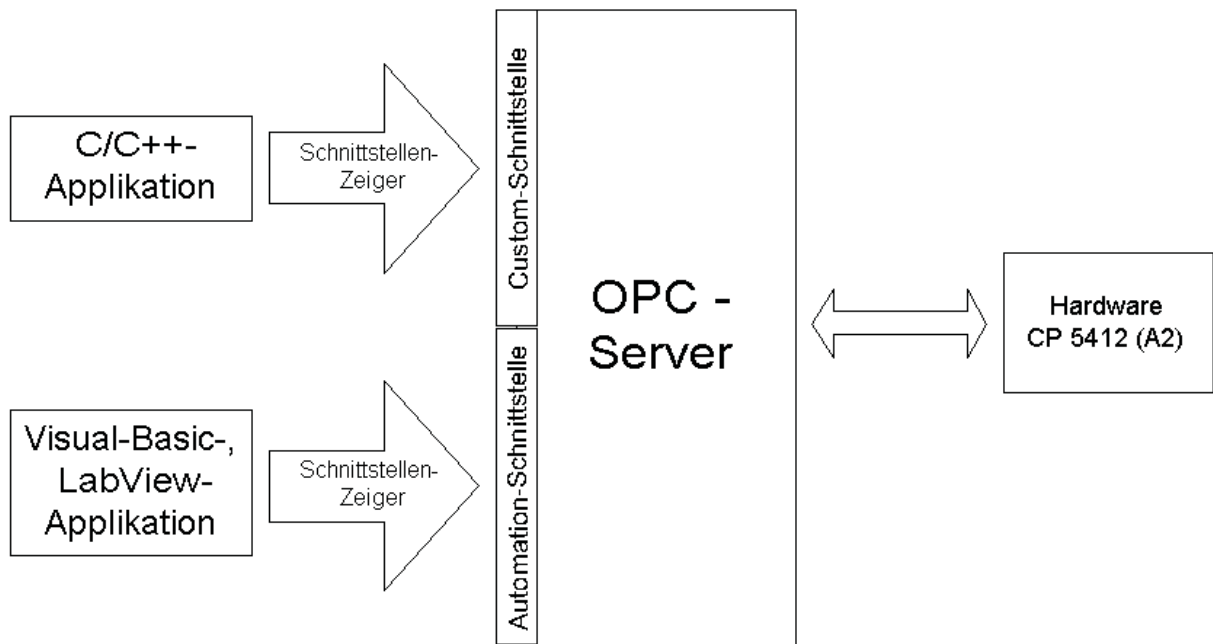 C/C++-
Applikation
Schnittstellen-
Zeiger
Custom-Schnittstelle
Visual-Basic-,
LabView-
Applikation
Schnittstellen-
Zeiger
Automation-Schnittstelle
OPC -
Server
Hardware
CP 5412 (A2)